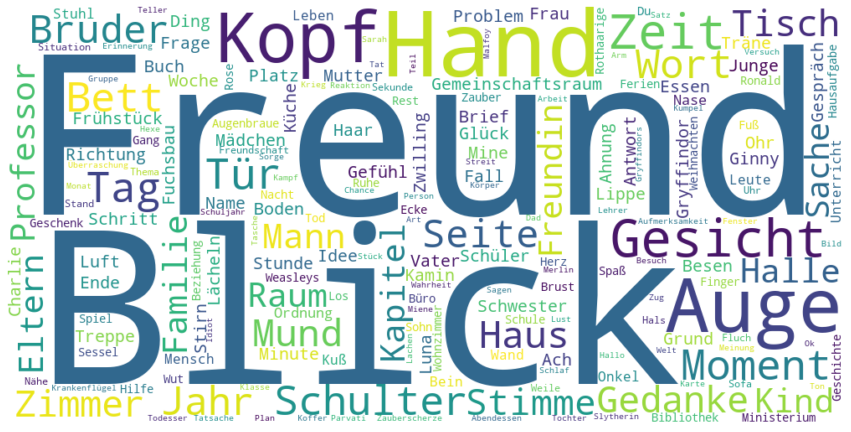 Freund
Blick
Hand
Kopf
Zeit
Tisch
Bruder
Wort
Bett
Professor
Tür
Tag
Sache
Gesicht
Auge
Halle
Moment
Seite
Freundin
Mann
Familie
Eltern
Raum
Mund
Kapitel
Haus
Zimmer
Jahr
Schulter
Stimme
Gedanke
Kind
Stuhl
Ding
Leben
Problem
Frau
Du
Satz
Träne
Versuch
Teller
Situation
Erinnerung
Frage
Buch
Woche
Rose
Platz
Mutter
Küche
Sarah
Tat
Malfoy
Teil
Gemeinschaftsraum
Rothaarige
Arm
Junge
Gespräch
Hausaufgabe
Gruppe
Krieg
Reaktion
Sekunde
Zauber
Ferien
Ronald
Essen
Nase
Frühstück
Augenbraue
Haar
Rest
Brief
Glück
Arbeit
Kumpel
Fuß
Hexe
Freundschaft
Richtung
Gang
Mädchen
Zwilling
Mine
Streit
Gryffindors
Ahnung
Antwort
Gryffindor
Weihnachten
Ohr
Ginny
Unterricht
Überraschung
Sorge
Thema
Fuchsbau
Gefühl
Fall
Lippe
Leute
Monat
Kampf
Ruhe
Chance
Körper
Person
Uhr
Name
Nacht
Stand
Geschenk
Schuljahr
Boden
Tod
Ecke
Art
Dad
Lehrer
Aufmerksamkeit
Fenster
Schritt
Tasche
Stück
Bild
Charlie
Luft
Ende
Beziehung
Lächeln
Stunde
Idee
Vater
Schüler
Herz
Merlin
Spaß
Besen
Besuch
Weasleys
Los
Kamin
Wahrheit
Brust
Finger
Ordnung
Büro
Miene
Schwester
Sagen
Zug
Spiel
Treppe
Stirn
Minute
Sohn
Lachen
Wohnzimmer
Schule
Lust
Hals
Grund
Fluch
Ok
Geschichte
Sessel
Mensch
Idiot
Kuß
Luna
Wand
Ach
Hallo
Welt
Meinung
Nähe
Wut
Bein
Schlaf
Onkel
Karte
Sofa
Ton
Krankenflügel
Hilfe
Klasse
Weile
Todesser
Tatsache
Plan
Koffer
Parvati
Zauberscherze
Abendessen
Tochter
Slytherin
Bibliothek
Ministerium